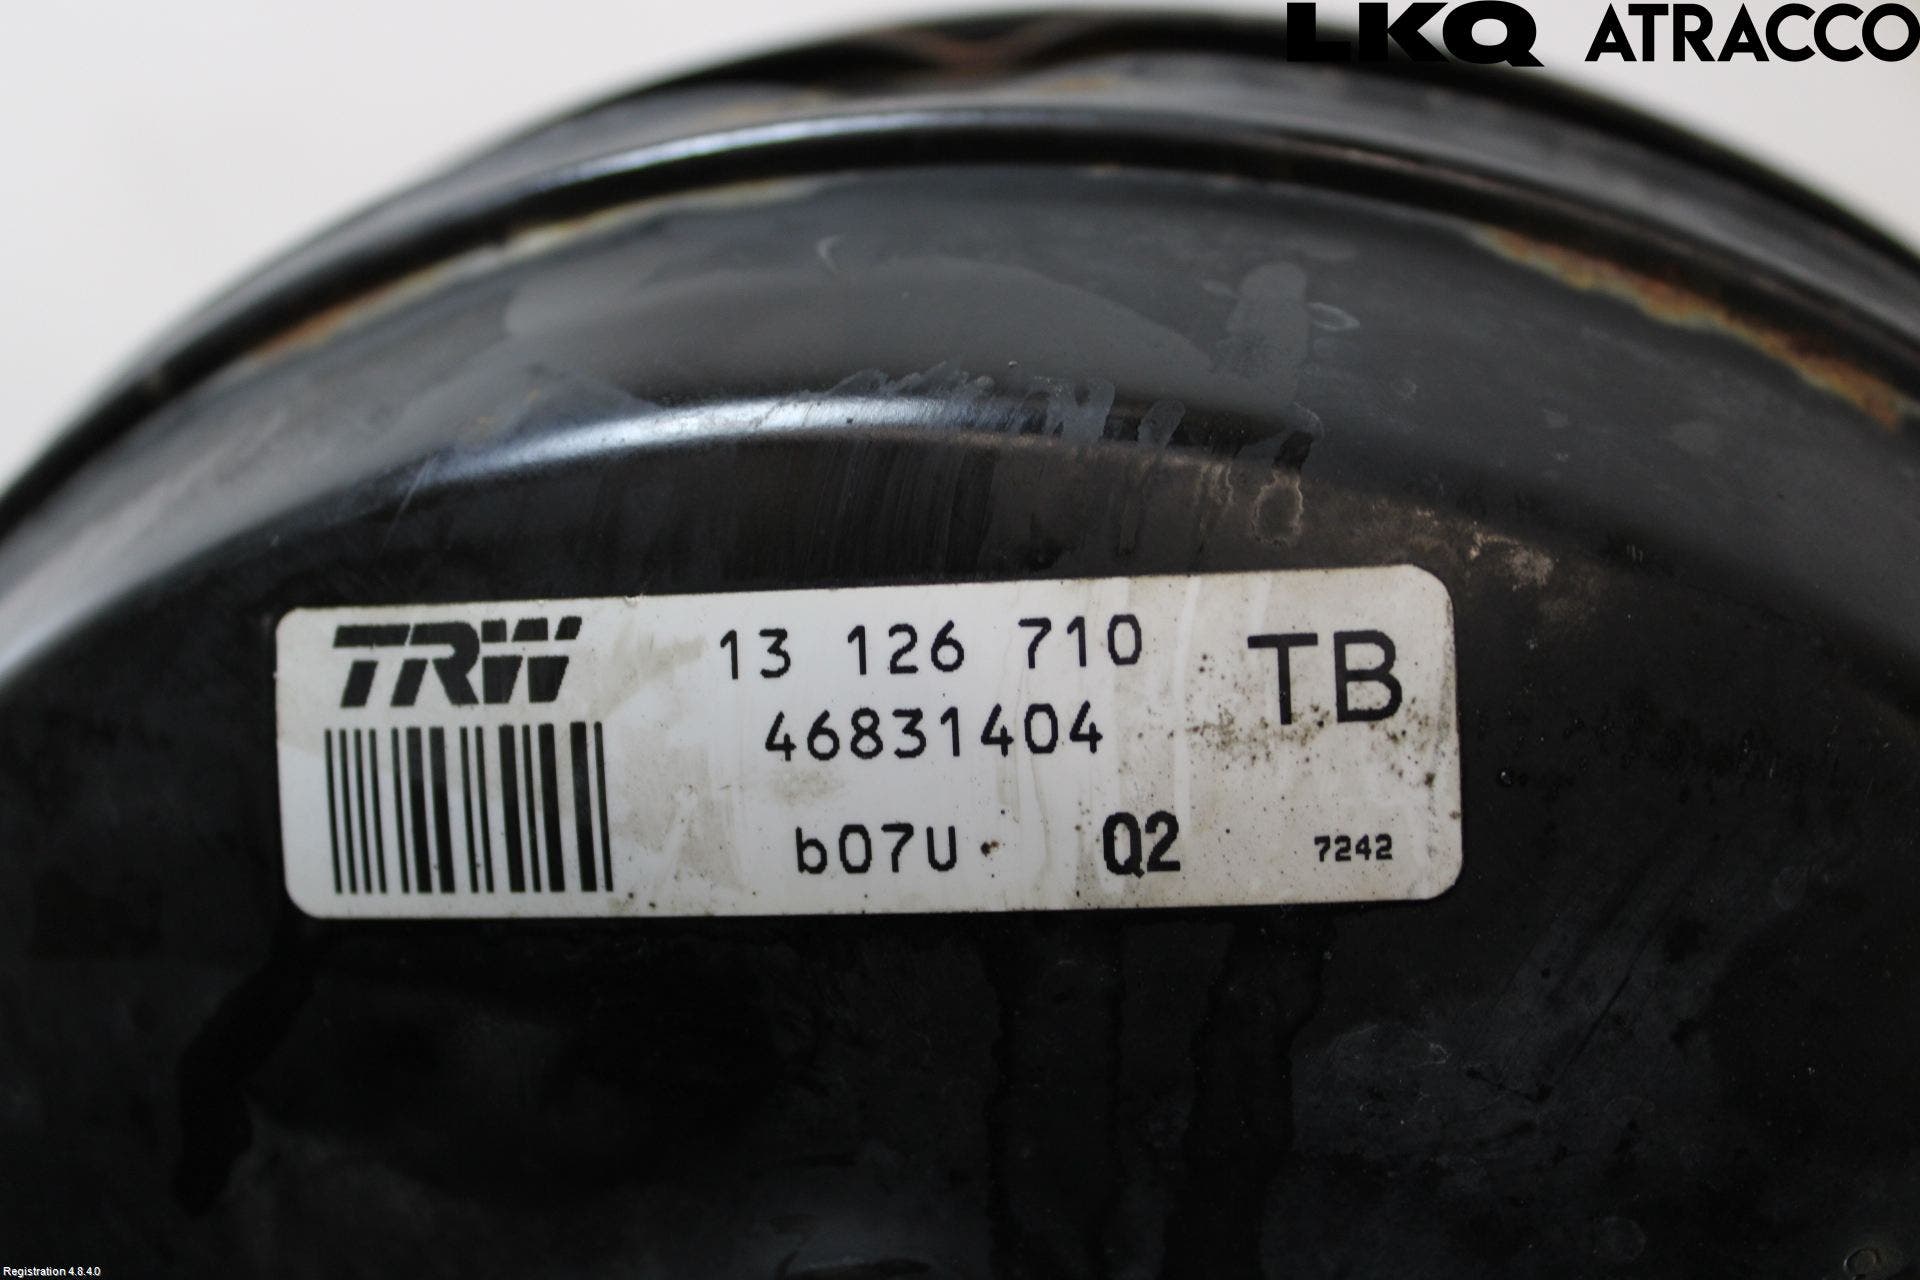 LKQ ATRACCO
TRW 13 126 710 TB
46831404
b07U Q2 7242
Registration 4.8.4.0